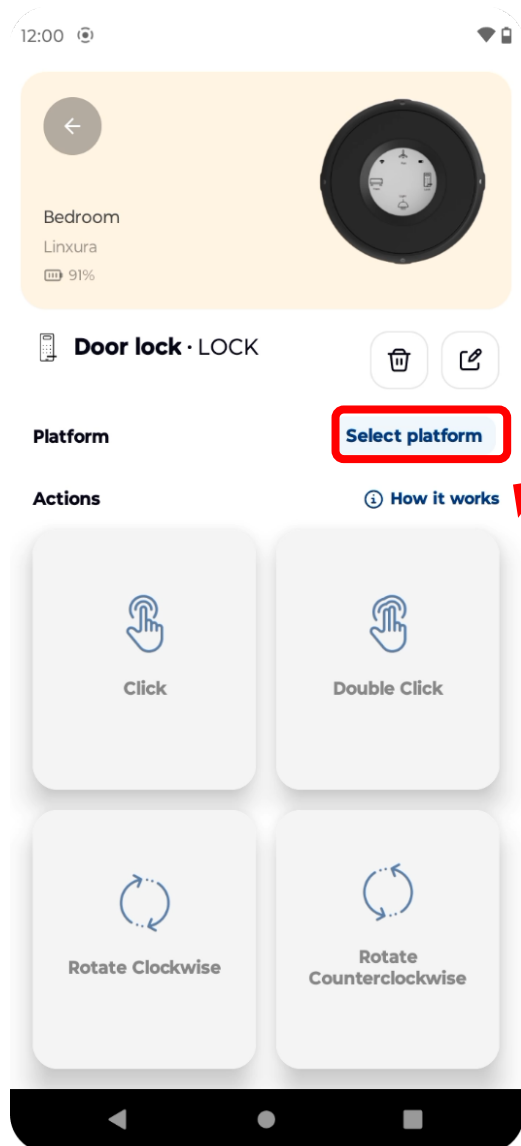 12:00
Bedroom
Linxura
91%
Door lock · LOCK
Platform
Select platform
Actions
How it works
Click
Double Click
Rotate Clockwise
Rotate
Counterclockwise